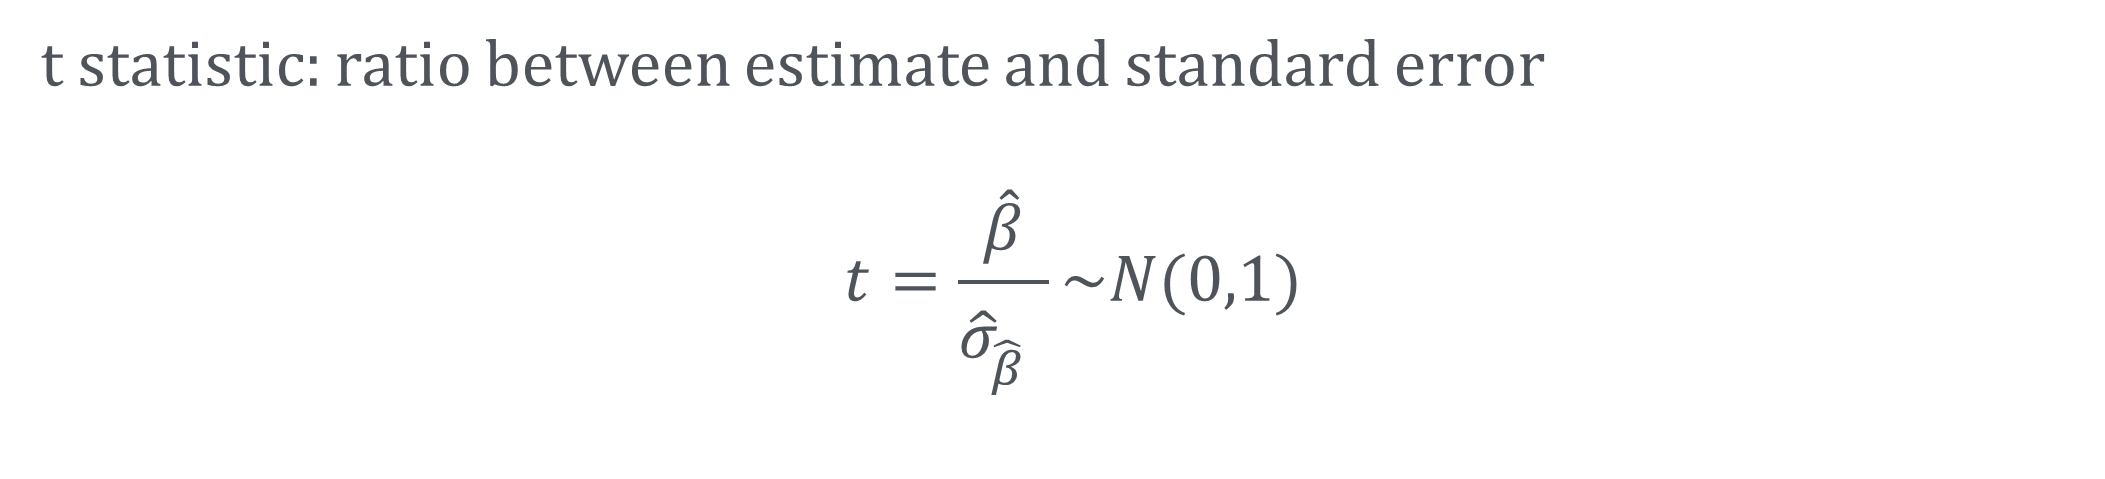 t statistic: ratio between estimate and standard error
t = β̂ / σ̂_β̂ ~N(0,1)